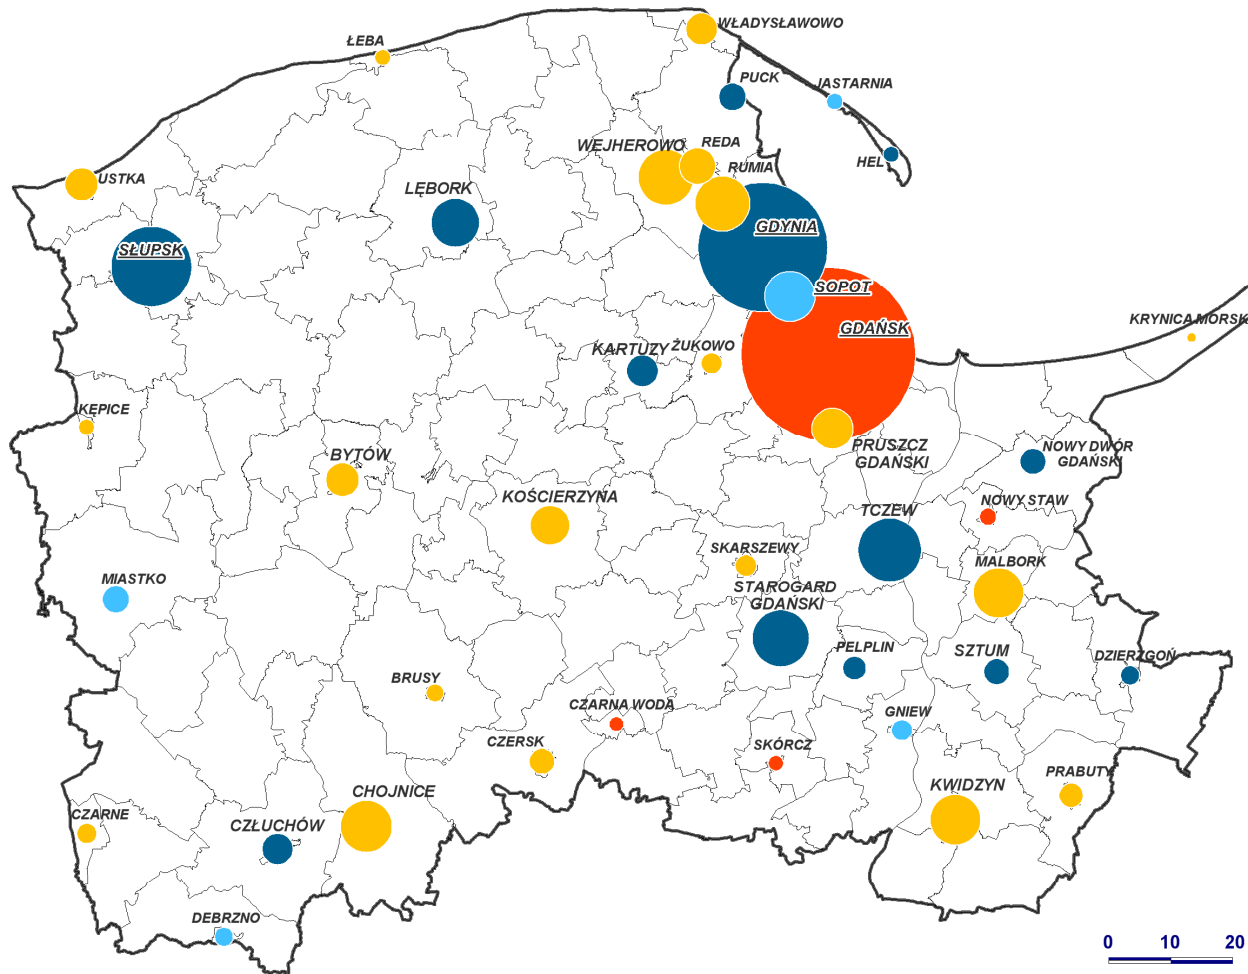 WŁADYSŁAWOWO
ŁEBA
PUCK
JASTARNIA
HEL
WEJHEROWO
REDA
RUMIA
USTKA
LĘBORK
SŁUPSK
GDYNIA
SOPOT
GDAŃSK
KRYNICA MORSK
KARTUZY
ŻUKOWO
KĘPICE
PRUSZCZ
GDAŃSKI
NOWY DWÓR
GDAŃSKI
BYTÓW
KOŚCIERZYNA
NOWY STAW
TCZEW
SKARSZEWY
MALBORK
MIASTKO
STAROGARD
GDAŃSKI
PELPLIN
SZTUM
DZIERZGOŃ
BRUSY
CZARNA WODA
GNIEW
CZERSK
SKÓRCZ
PRABUTY
KWIDZYN
CHOJNICE
CZARNE
CZŁUCHÓW
DEBRZNO
0 10 20